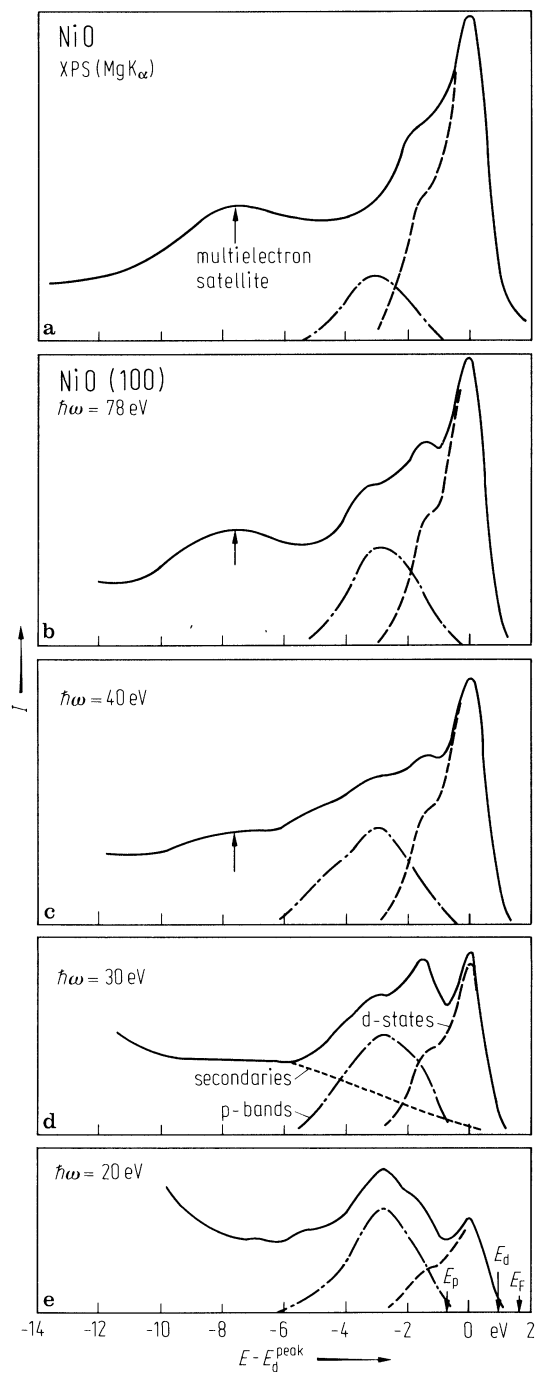 NiO
XPS (MgKα)
multielectron
satellite
a
NiO (100)
ħω = 78 eV
b
ħω = 40 eV
c
ħω = 30 eV
d-states
secondaries
p-bands
d
ħω = 20 eV
E_p
E_d
E_F
e
I
-14 -12 -10 -8 -6 -4 -2 0 eV 2
E - E_d^peak